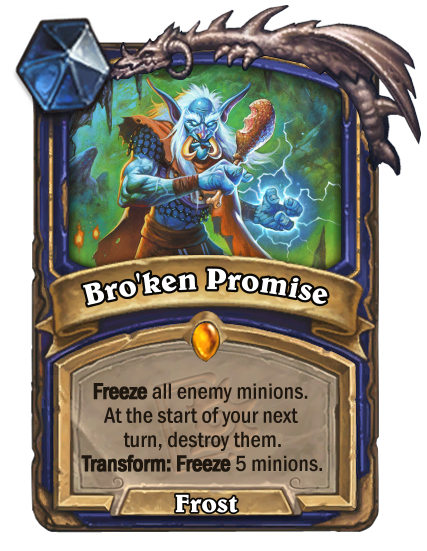 Bro'ken Promise
Freeze all enemy minions.
At the start of your next
turn, destroy them.
Transform: Freeze 5 minions.
Frost